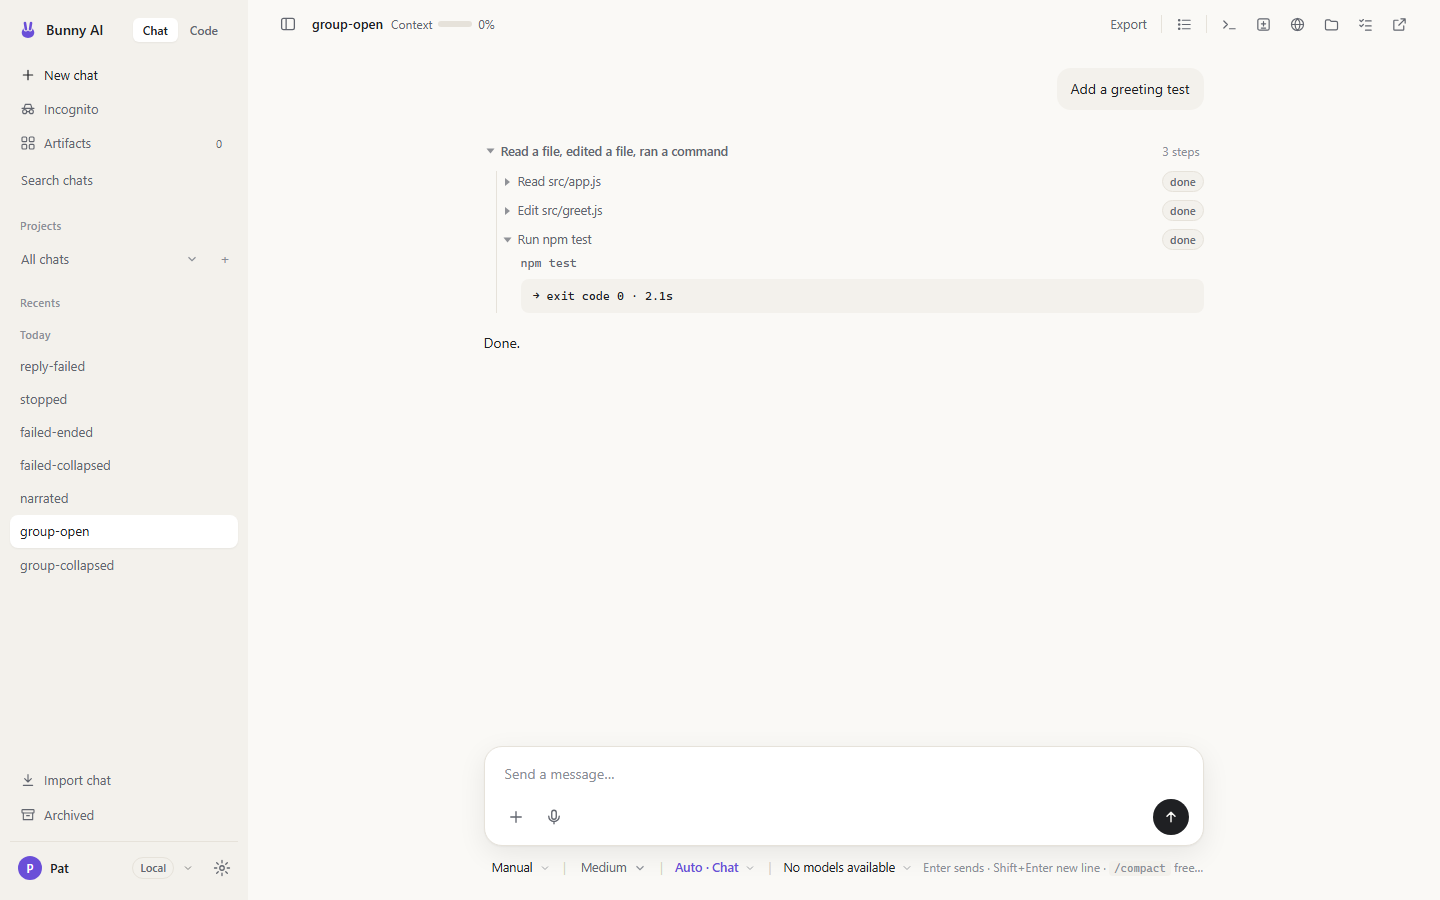 Bunny AI
Chat
Code
New chat
Incognito
Artifacts
0
Search chats
Projects
All chats
+
Recents
Today
reply-failed
stopped
failed-ended
failed-collapsed
narrated
group-open
group-collapsed
Import chat
Archived
P
Pat
Local
group-open
Context
0%
Export
Add a greeting test
Read a file, edited a file, ran a command
3 steps
Read src/app.js
done
Edit src/greet.js
done
Run npm test
done
npm test
→ exit code 0 · 2.1s
Done.
Send a message...
Manual
Medium
Auto · Chat
No models available
Enter sends · Shift+Enter new line · /compact free...